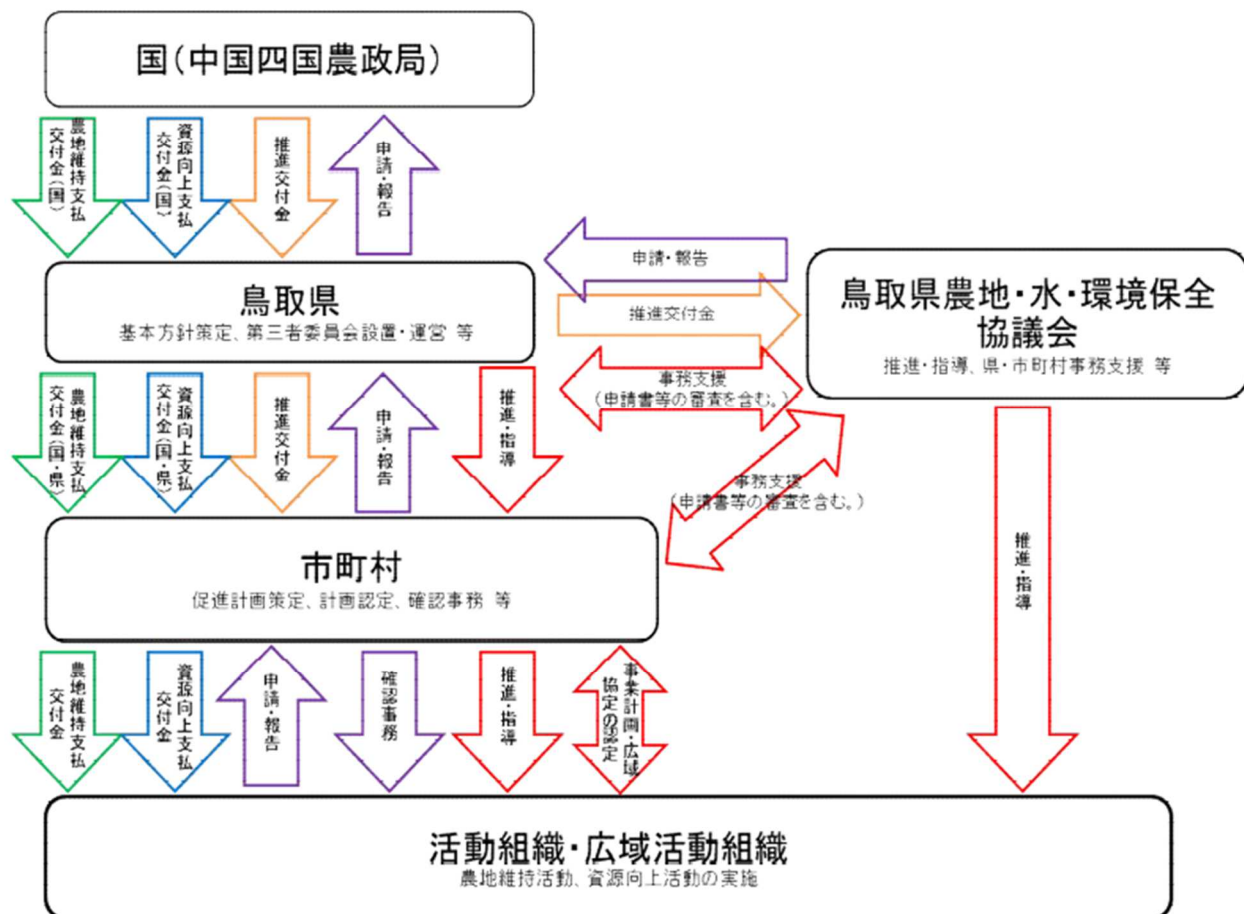 国(中国四国農政局)
農地維持支払
交付金(国)
資源向上支払
交付金(国)
推進交付金
申請・報告
鳥取県
基本方針策定、第三者委員会設置・運営 等
申請・報告
推進交付金
事務支援
(申請書等の審査を含む。)
鳥取県農地・水・環境保全
協議会
推進・指導、県・市町村事務支援 等
農地維持支払
交付金(国・県)
資源向上支払
交付金(国・県)
推進交付金
申請・報告
推進・指導
事務支援
(申請書等の審査を含む。)
推進・指導
市町村
促進計画策定、計画認定、確認事務 等
農地維持支払
交付金
資源向上支払
交付金
申請・報告
確認事務
推進・指導
事業計画・広域
協定の認定
活動組織・広域活動組織
農地維持活動、資源向上活動の実施